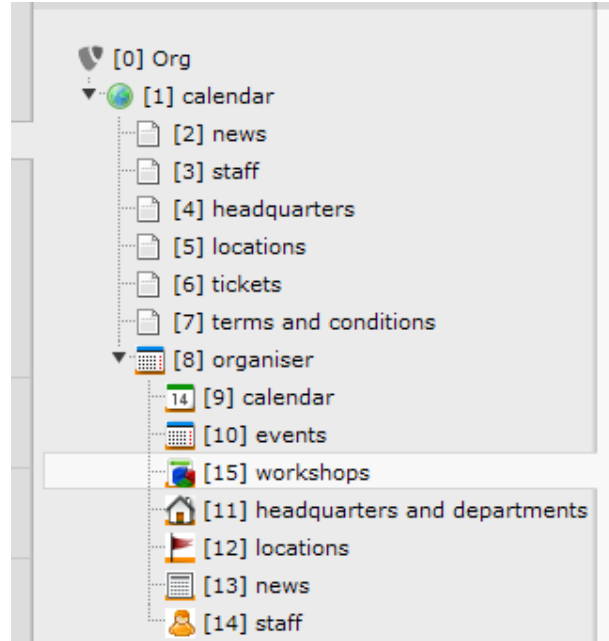 [0] Org
[1] calendar
[2] news
[3] staff
[4] headquarters
[5] locations
[6] tickets
[7] terms and conditions
[8] organiser
14 [9] calendar
[10] events
[15] workshops
[11] headquarters and departments
[12] locations
[13] news
[14] staff